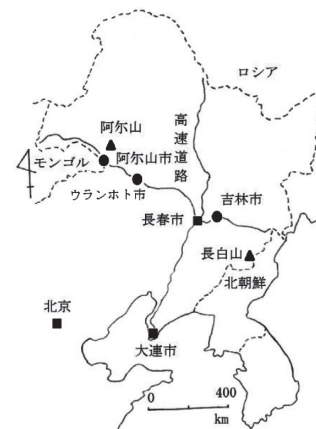 ロシア
高速道路
阿尔山
モンゴル
阿尔山市
ウランホト市
吉林市
長春市
長白山
北朝鮮
北京
大連市
0 400
km